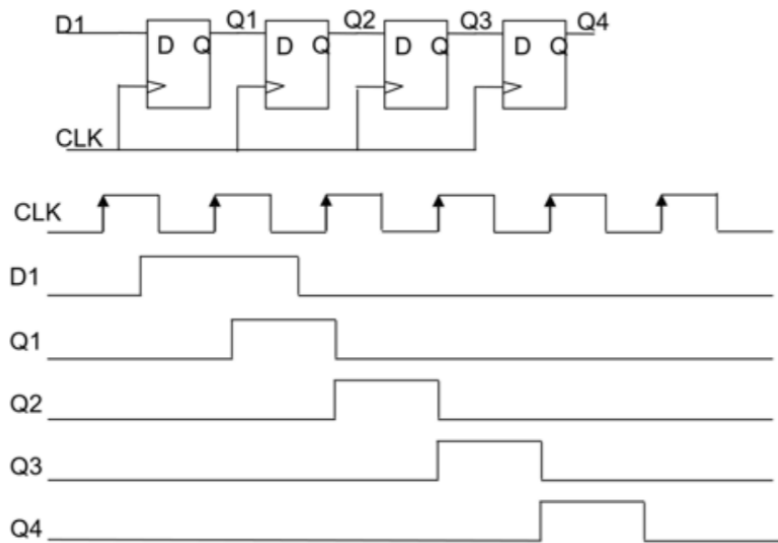 D1 Q1 Q2 Q3 Q4
D Q D Q D Q D Q
CLK
CLK
D1
Q1
Q2
Q3
Q4